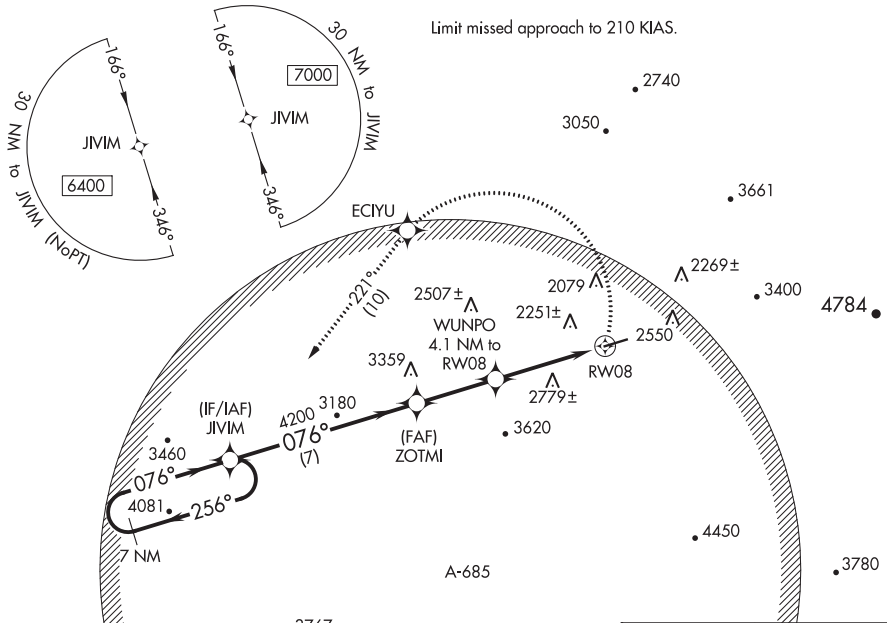 Limit missed approach to 210 KIAS.
166°
30 NM to JIVIM (NoPT)
JIVIM
6400
346°
166°
30 NM to JIVIM
7000
JIVIM
346°
2740
3050
3661
ECIYU
2269±
2079
3400
221°
(10)
2507±
2251±
4784
WUNPO
4.1 NM to
RW08
2550
3359
RW08
2779±
(IF/IAF)
JIVIM
4200
3180
076°
(7)
(FAF)
ZOTMI
3620
3460
076°
4081
256°
7 NM
4450
A-685
3780